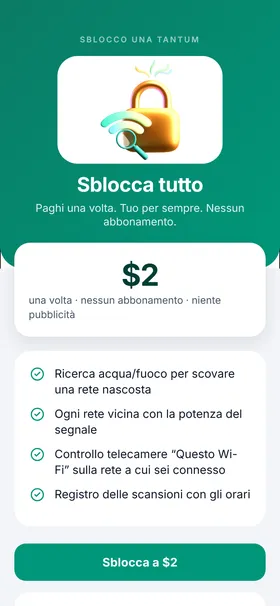 SBLOCCO UNA TANTUM
Sblocca tutto
Paghi una volta. Tuo per sempre. Nessun
abbonamento.
$2
una volta · nessun abbonamento · niente
pubblicità
Ricerca acqua/fuoco per scovare
una rete nascosta
Ogni rete vicina con la potenza del
segnale
Controllo telecamere “Questo Wi-
Fi” sulla rete a cui sei connesso
Registro delle scansioni con gli orari
Sblocca a $2